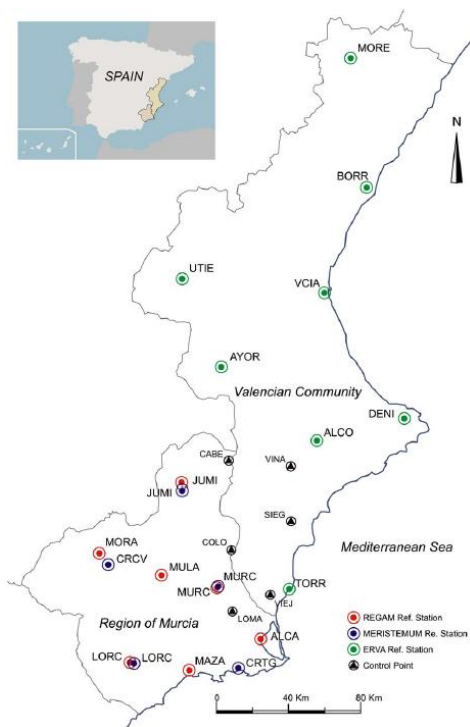 SPAIN
MORE
N
BORR
UTIE
VCIA
AYOR
Valencian Community
DENI
ALCO
CABE
VINA
JUMI
JUMI
SIEG
MORA
COLO
Mediterranean Sea
CRCV
MULA
MURC
TORR
MURC
VIEJ
LOMA
REGAM Ref. Station
Region of Murcia
MERISTEMUM Re. Station
ALCA
ERVA Ref. Station
LORC
LORC
MAZA
CRTG
Control Point
0
40 Km
80 Km